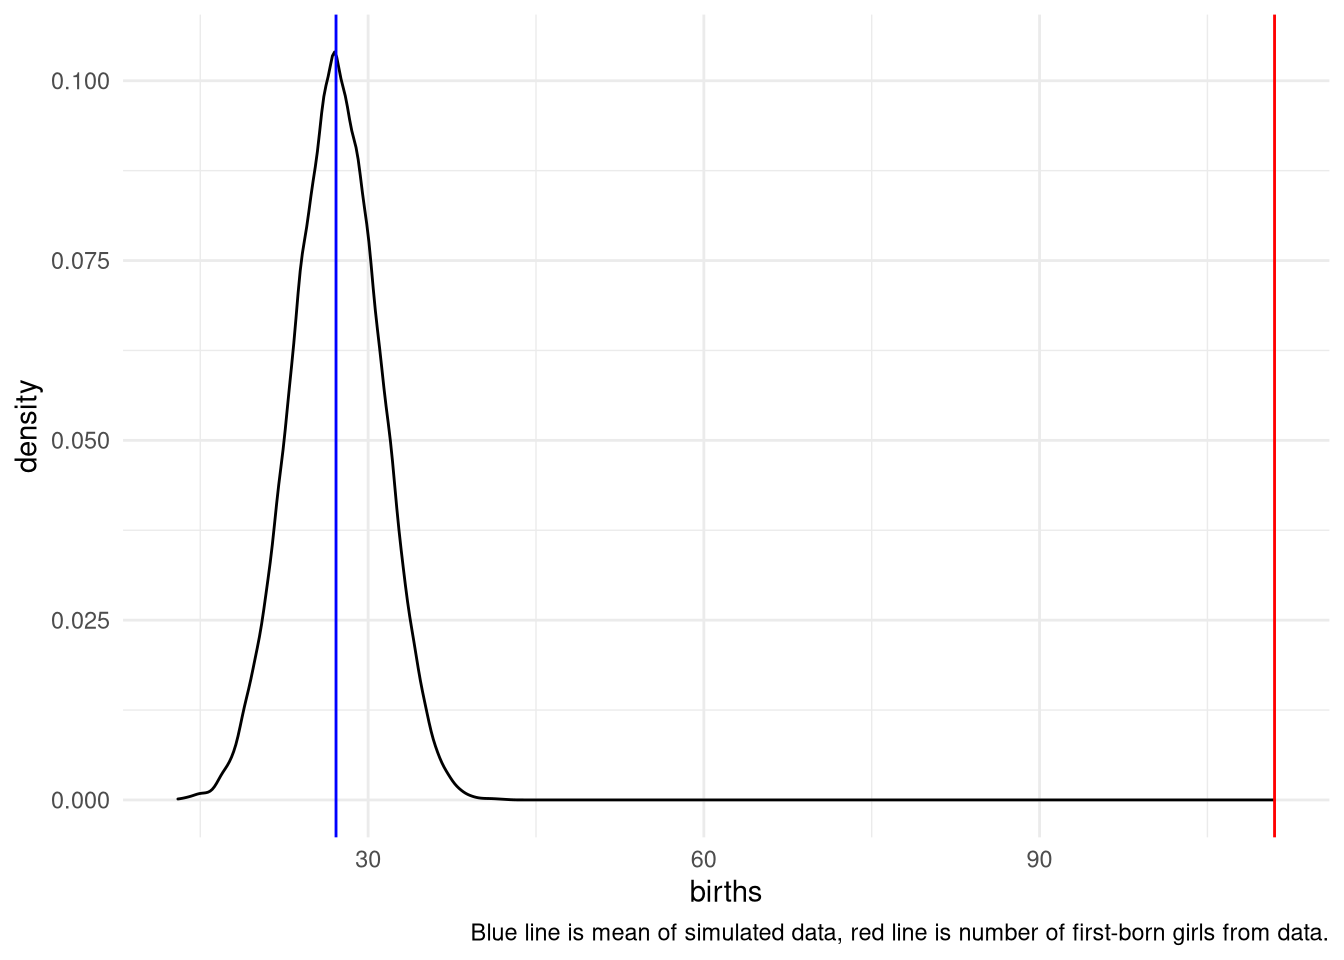 0.100
0.075
0.050
0.025
0.000
density
30 60 90
births
Blue line is mean of simulated data, red line is number of first-born girls from data.